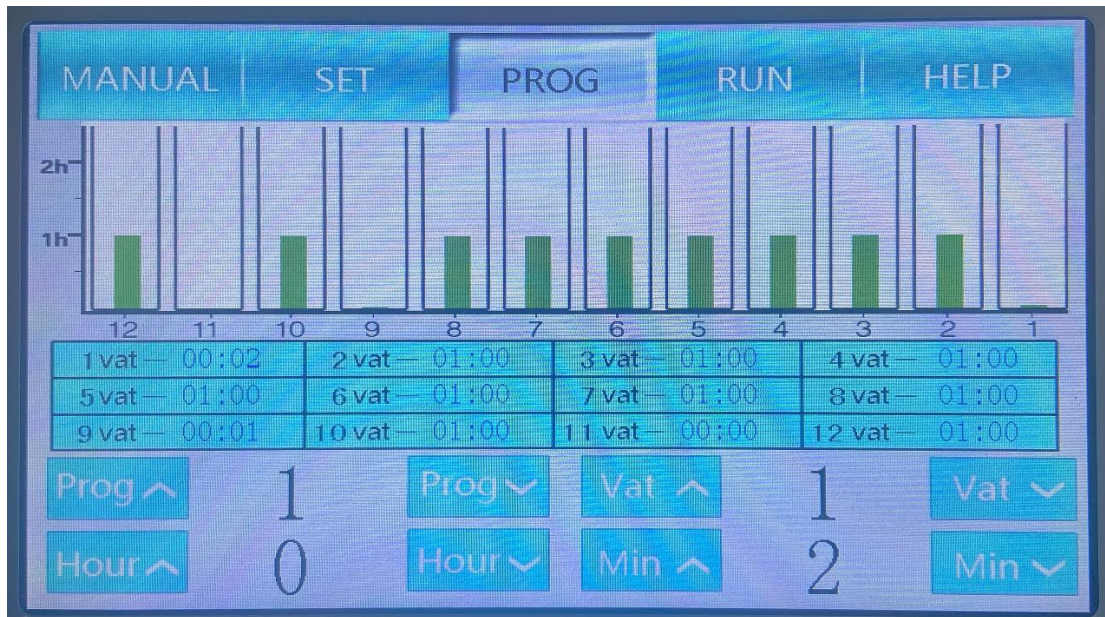 MANUAL SET PROG RUN HELP
2h
1h
12 11 10 9 8 7 6 5 4 3 2 1
1 vat — 00:02 2 vat — 01:00 3 vat — 01:00 4 vat — 01:00
5 vat — 01:00 6 vat — 01:00 7 vat — 01:00 8 vat — 01:00
9 vat — 00:01 10 vat — 01:00 11 vat — 00:00 12 vat — 01:00
Prog 1 Prog Vat 1 Vat
Hour 0 Hour Min 2 Min